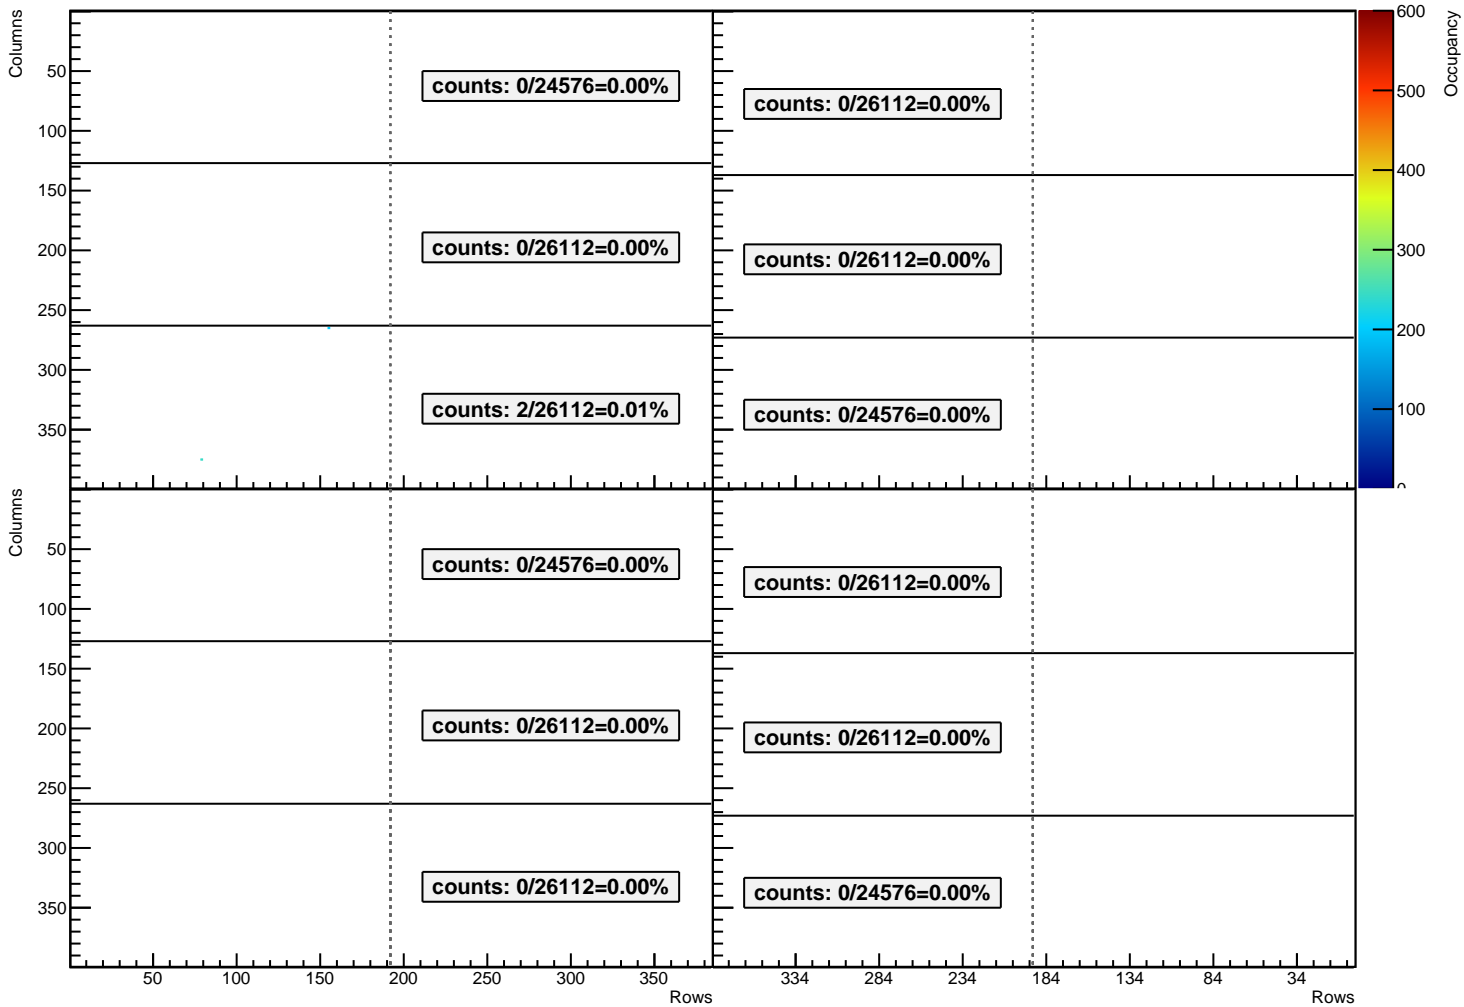 Columns
50
100
150
200
250
300
350
counts: 0/24576=0.00%
counts: 0/26112=0.00%
counts: 2/26112=0.01%
counts: 0/26112=0.00%
counts: 0/26112=0.00%
counts: 0/24576=0.00%
600
500
400
300
200
100
0
Occupancy
Columns
50
100
150
200
250
300
350
counts: 0/24576=0.00%
counts: 0/26112=0.00%
counts: 0/26112=0.00%
50 100 150 200 250 300 350
Rows
counts: 0/26112=0.00%
counts: 0/26112=0.00%
counts: 0/24576=0.00%
334 284 234 184 134 84 34
Rows